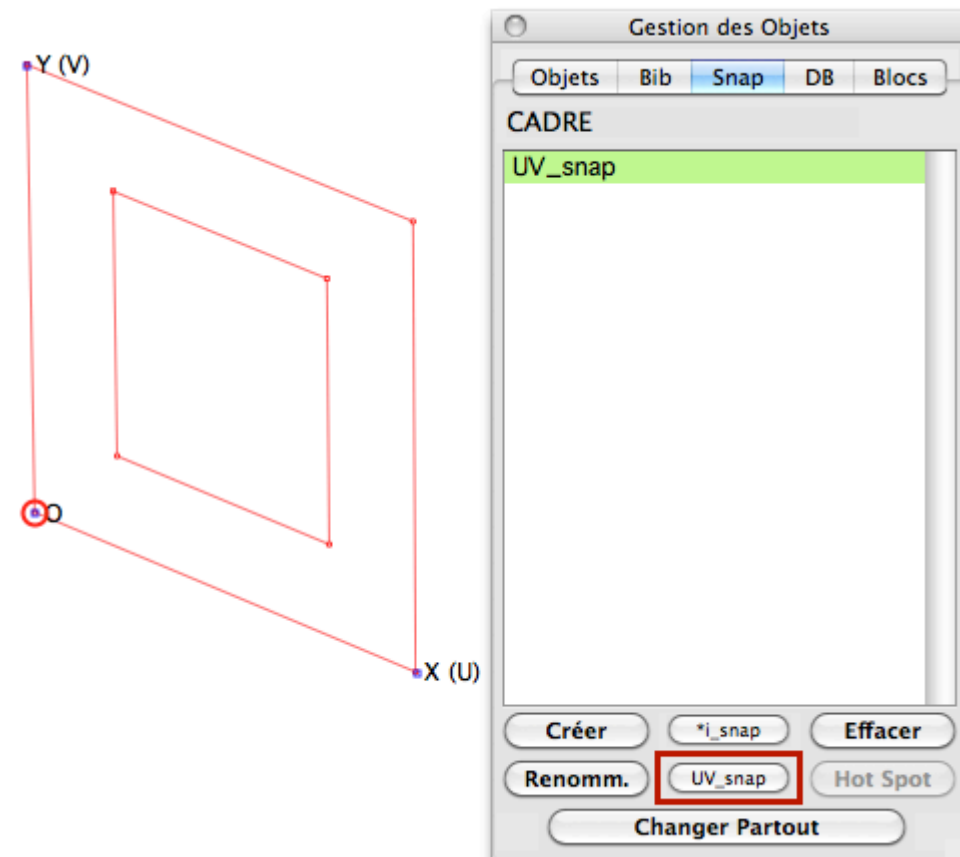 Y (V)
O
X (U)
Gestion des Objets
Objets Bib Snap DB Blocs
CADRE
UV_snap
Créer *i_snap Effacer
Renomm. UV_snap Hot Spot
Changer Partout